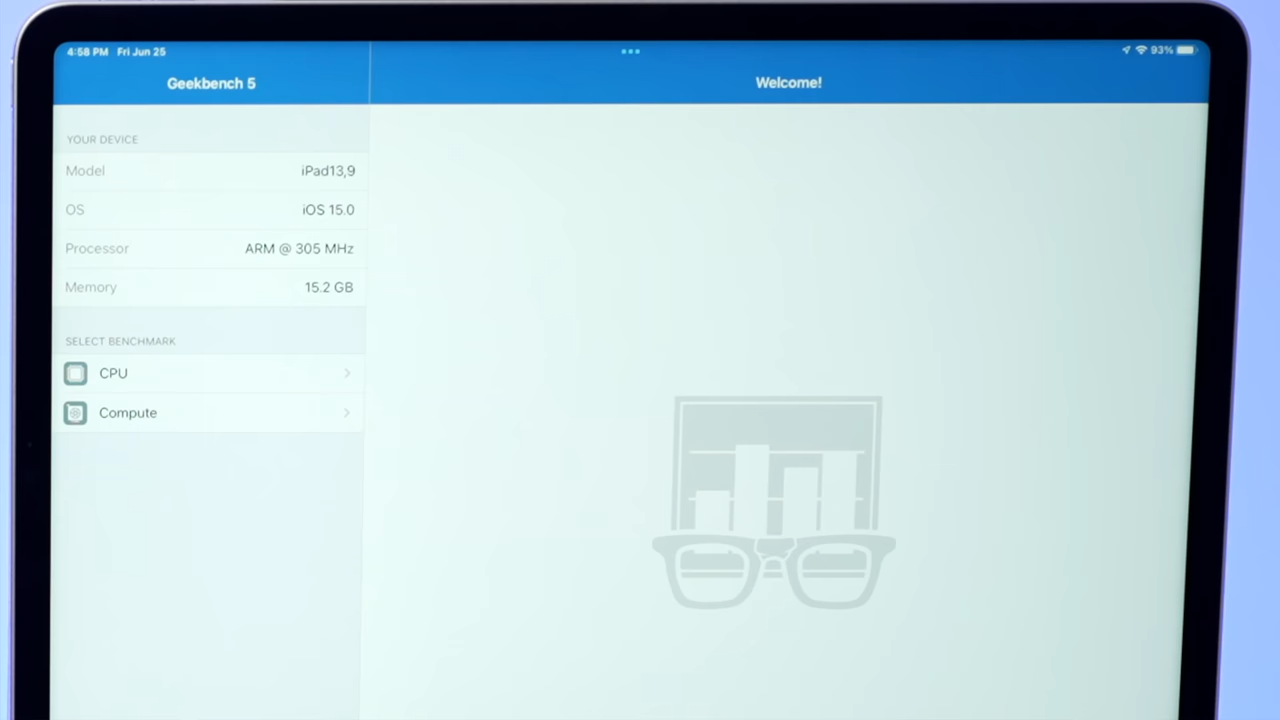 4:58 PM Fri Jun 25
93%
Geekbench 5
Welcome!
YOUR DEVICE
Model iPad13,9
OS iOS 15.0
Processor ARM @ 305 MHz
Memory 15.2 GB
SELECT BENCHMARK
CPU
Compute